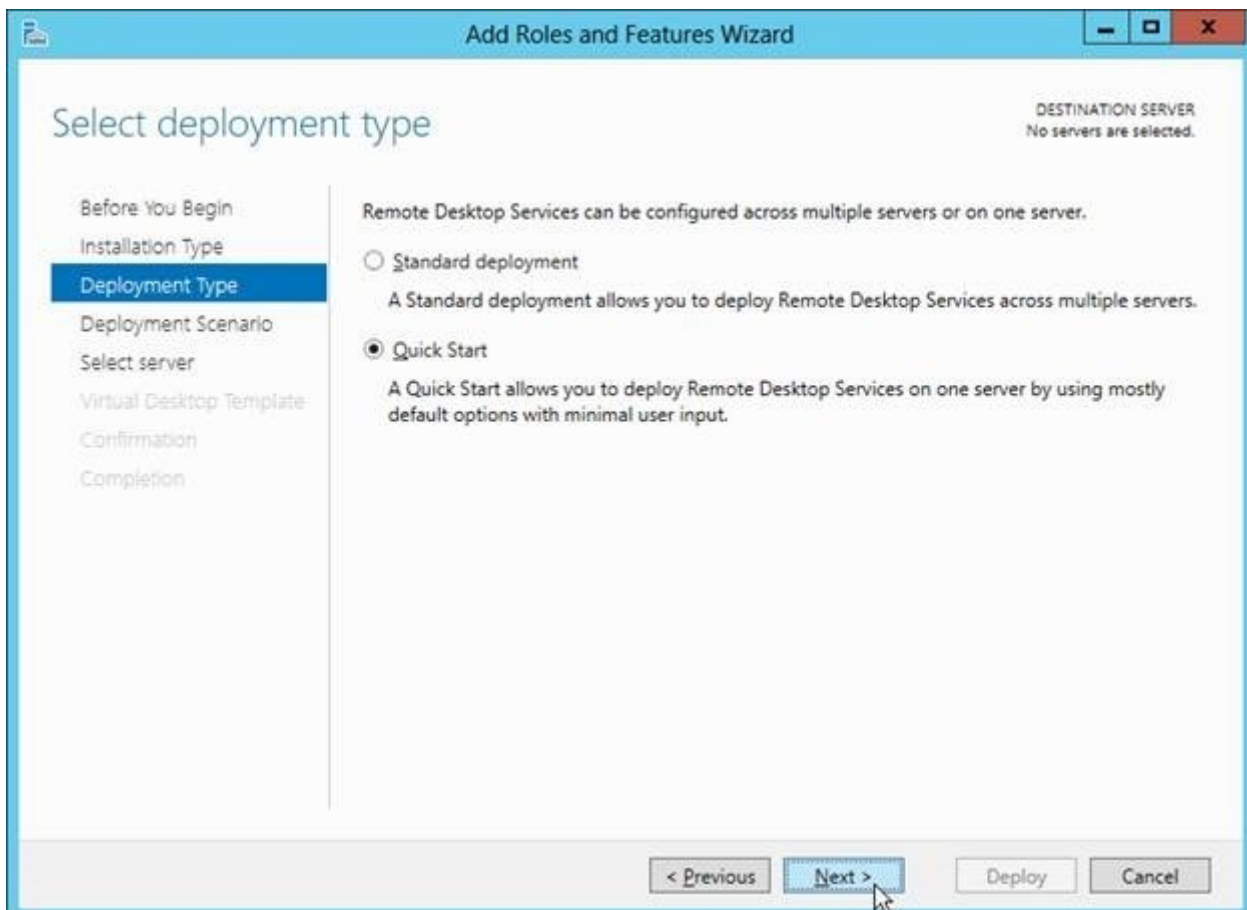 Add Roles and Features Wizard
Select deployment type
DESTINATION SERVER
No servers are selected.
Before You Begin
Installation Type
Deployment Type
Deployment Scenario
Select server
Virtual Desktop Template
Confirmation
Completion
Remote Desktop Services can be configured across multiple servers or on one server.
Standard deployment
A Standard deployment allows you to deploy Remote Desktop Services across multiple servers.
Quick Start
A Quick Start allows you to deploy Remote Desktop Services on one server by using mostly
default options with minimal user input.
< Previous
Next >
Deploy
Cancel